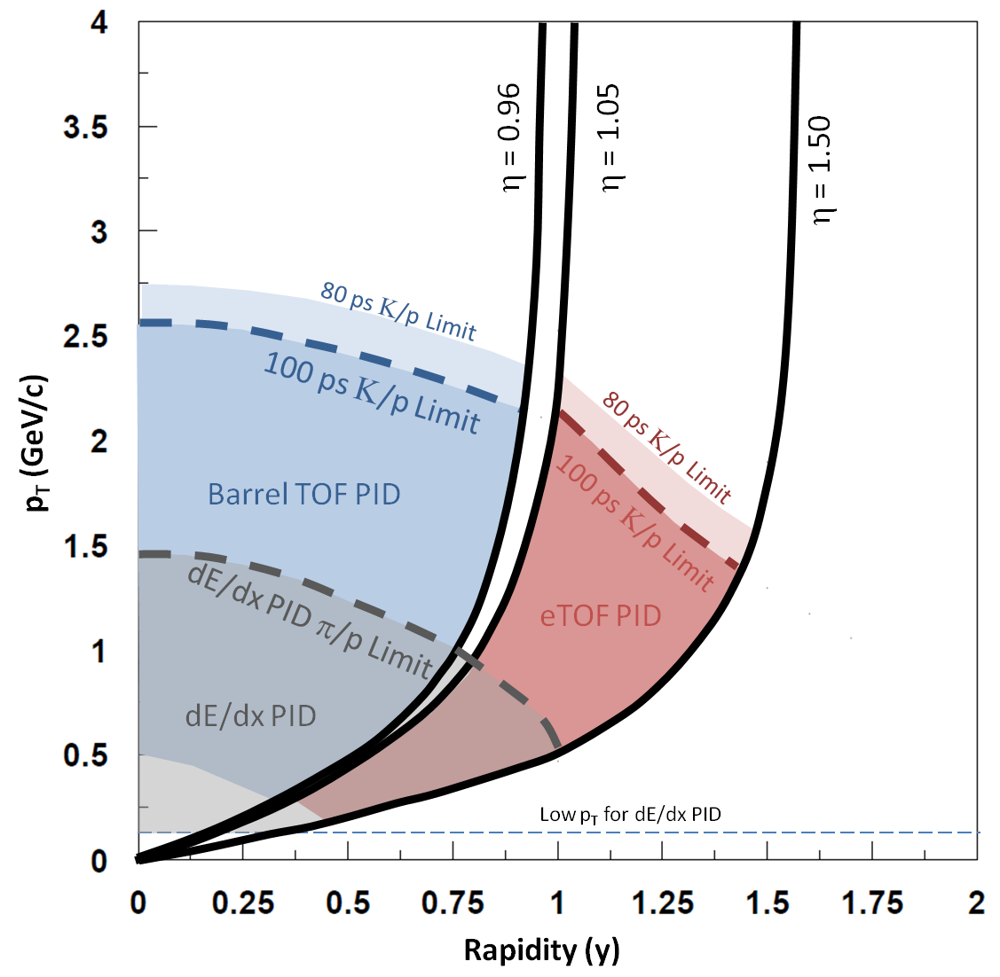 4
3.5
3
2.5
2
1.5
1
0.5
0
p_T (GeV/c)
η = 0.96
η = 1.05
η = 1.50
80 ps K/p Limit
100 ps K/p Limit
Barrel TOF PID
dE/dx PID π/p Limit
dE/dx PID
80 ps K/p Limit
100 ps K/p Limit
eTOF PID
Low p_T for dE/dx PID
0 0.25 0.5 0.75 1 1.25 1.5 1.75 2
Rapidity (y)